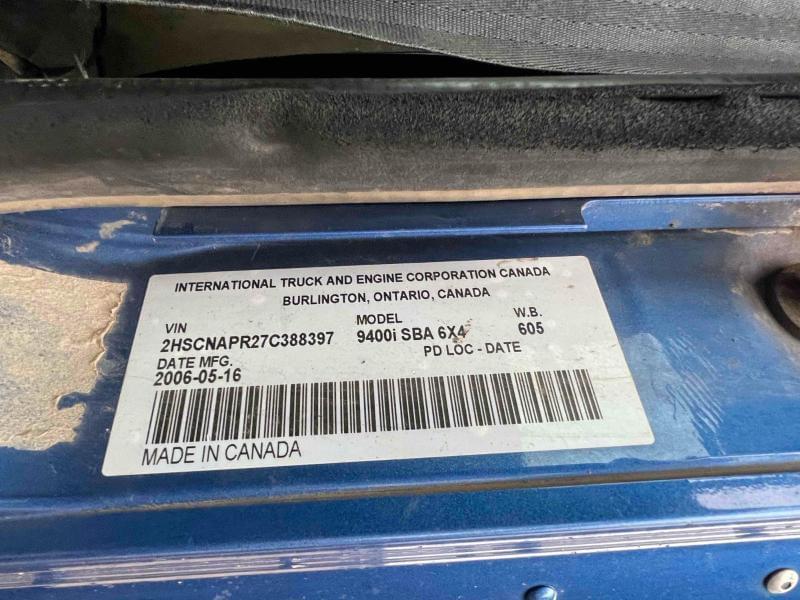 INTERNATIONAL TRUCK AND ENGINE CORPORATION CANADA
BURLINGTON, ONTARIO, CANADA
VIN MODEL W.B.
2HSCNAPR27C388397 9400i SBA 6X4 605
DATE MFG. PD LOC - DATE
2006-05-16
MADE IN CANADA